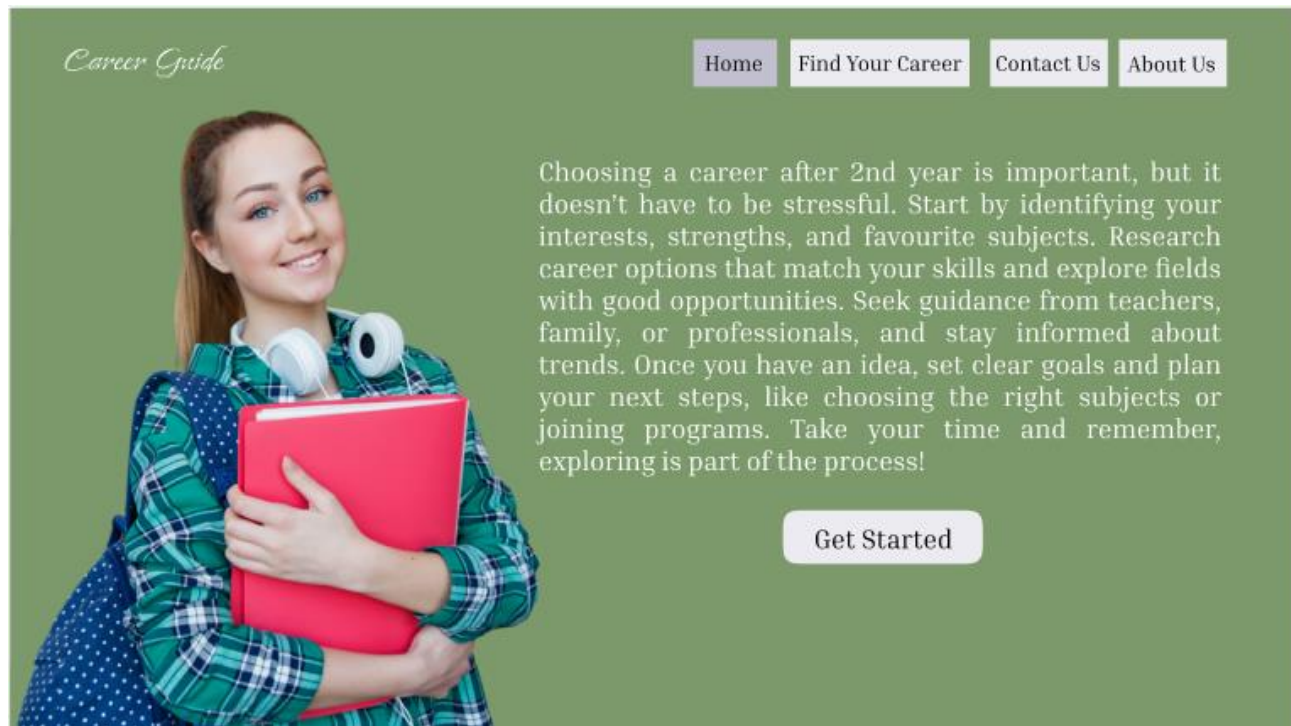 Career Guide
Home
Find Your Career
Contact Us
About Us
Choosing a career after 2nd year is important, but it
doesn't have to be stressful. Start by identifying your
interests, strengths, and favourite subjects. Research
career options that match your skills and explore fields
with good opportunities. Seek guidance from teachers,
family, or professionals, and stay informed about
trends. Once you have an idea, set clear goals and plan
your next steps, like choosing the right subjects or
joining programs. Take your time and remember,
exploring is part of the process!
Get Started